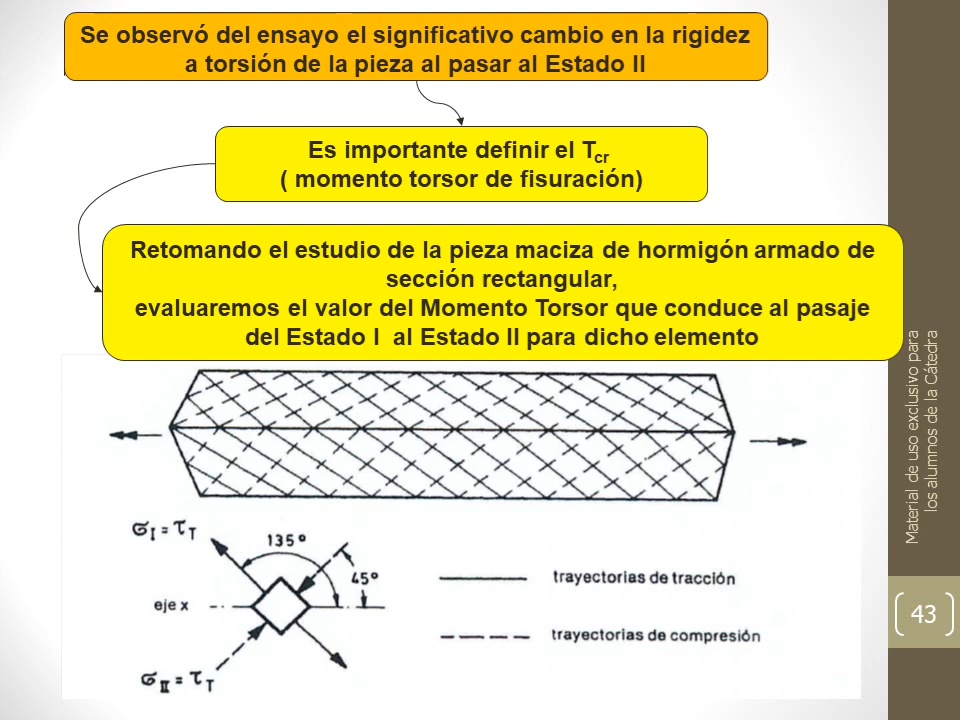 Se observó del ensayo el significativo cambio en la rigidez
a torsión de la pieza al pasar al Estado II
Es importante definir el Tcr
( momento torsor de fisuración)
Retomando el estudio de la pieza maciza de hormigón armado de
sección rectangular,
evaluaremos el valor del Momento Torsor que conduce al pasaje
del Estado I al Estado II para dicho elemento
σI = τT
135°
45°
eje x
σII = τT
trayectorias de tracción
trayectorias de compresión
Material de uso exclusivo para
los alumnos de la Cátedra
43